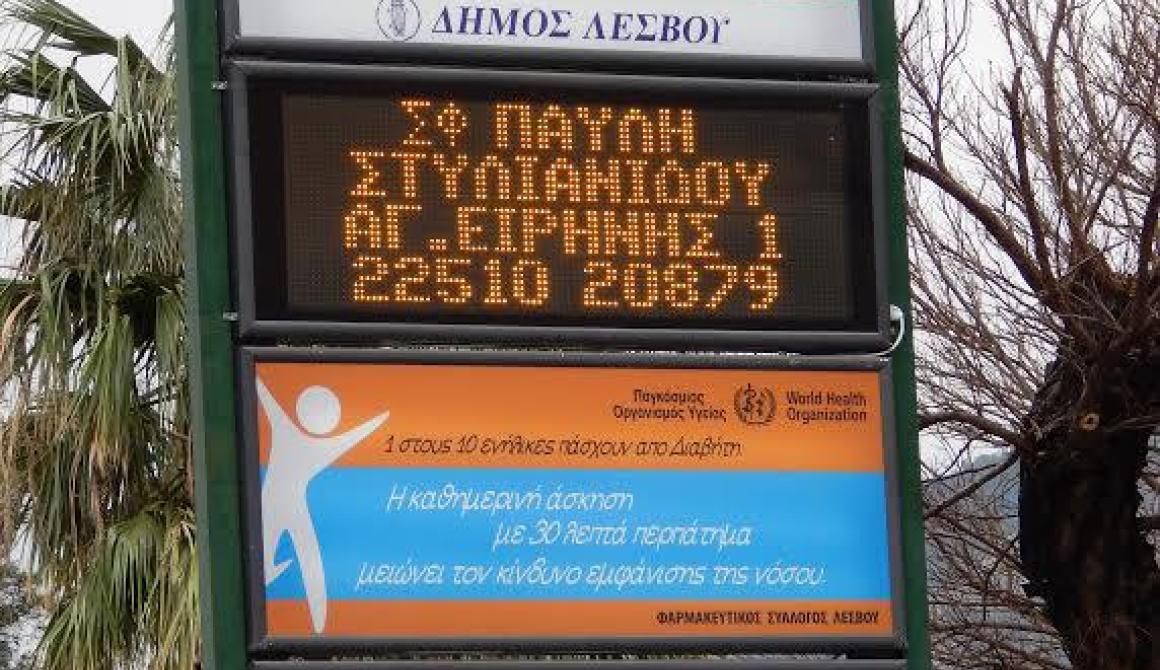 ΔΗΜΟΣ ΛΕΣΒΟΥ
Σφ ΠΑΥΛΗ
ΣΤΥΛΙΑΝΙΔΟΥ
ΑΓ.ΕΙΡΗΝΗΣ 1
22510 20879
Παγκόσμιος
Οργανισμός Υγείας
World Health
Organization
1 στους 10 ενήλικες πάσχουν απο Διαβήτη
Η καθημερινή άσκηση
με 30 λεπτά περπάτημα
μειώνει τον κίνδυνο εμφάνισης της νόσου.
ΦΑΡΜΑΚΕΥΤΙΚΟΣ ΣΥΛΛΟΓΟΣ ΛΕΣΒΟΥ